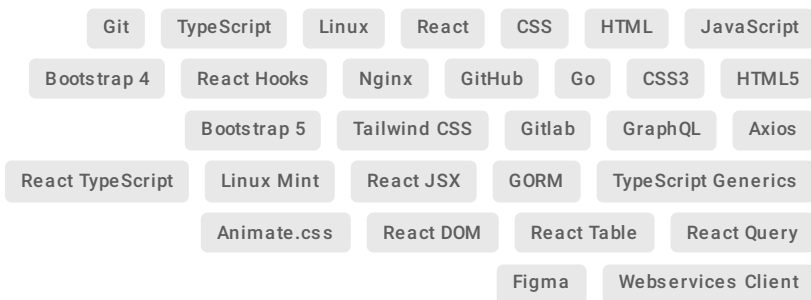 Git TypeScript Linux React CSS HTML JavaScript
Bootstrap 4 React Hooks Nginx GitHub Go CSS3 HTML5
Bootstrap 5 Tailwind CSS Gitlab GraphQL Axios
React TypeScript Linux Mint React JSX GORM TypeScript Generics
Animate.css React DOM React Table React Query
Figma Webservices Client